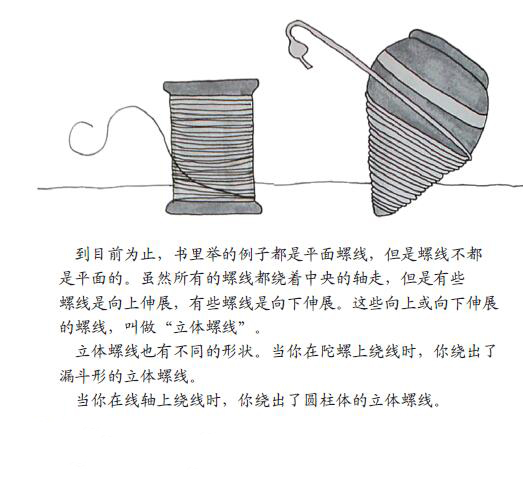 到目前为止，书里举的例子都是平面螺线，但是螺线不都
是平面的。虽然所有的螺线都绕着中央的轴走，但是有些
螺线是向上伸展，有些螺线是向下伸展。这些向上或向下伸展
的螺线，叫做“立体螺线”。
立体螺线也有不同的形状。当你在陀螺上绕线时，你绕出了
漏斗形的立体螺线。
当你在线轴上绕线时，你绕出了圆柱体的立体螺线。